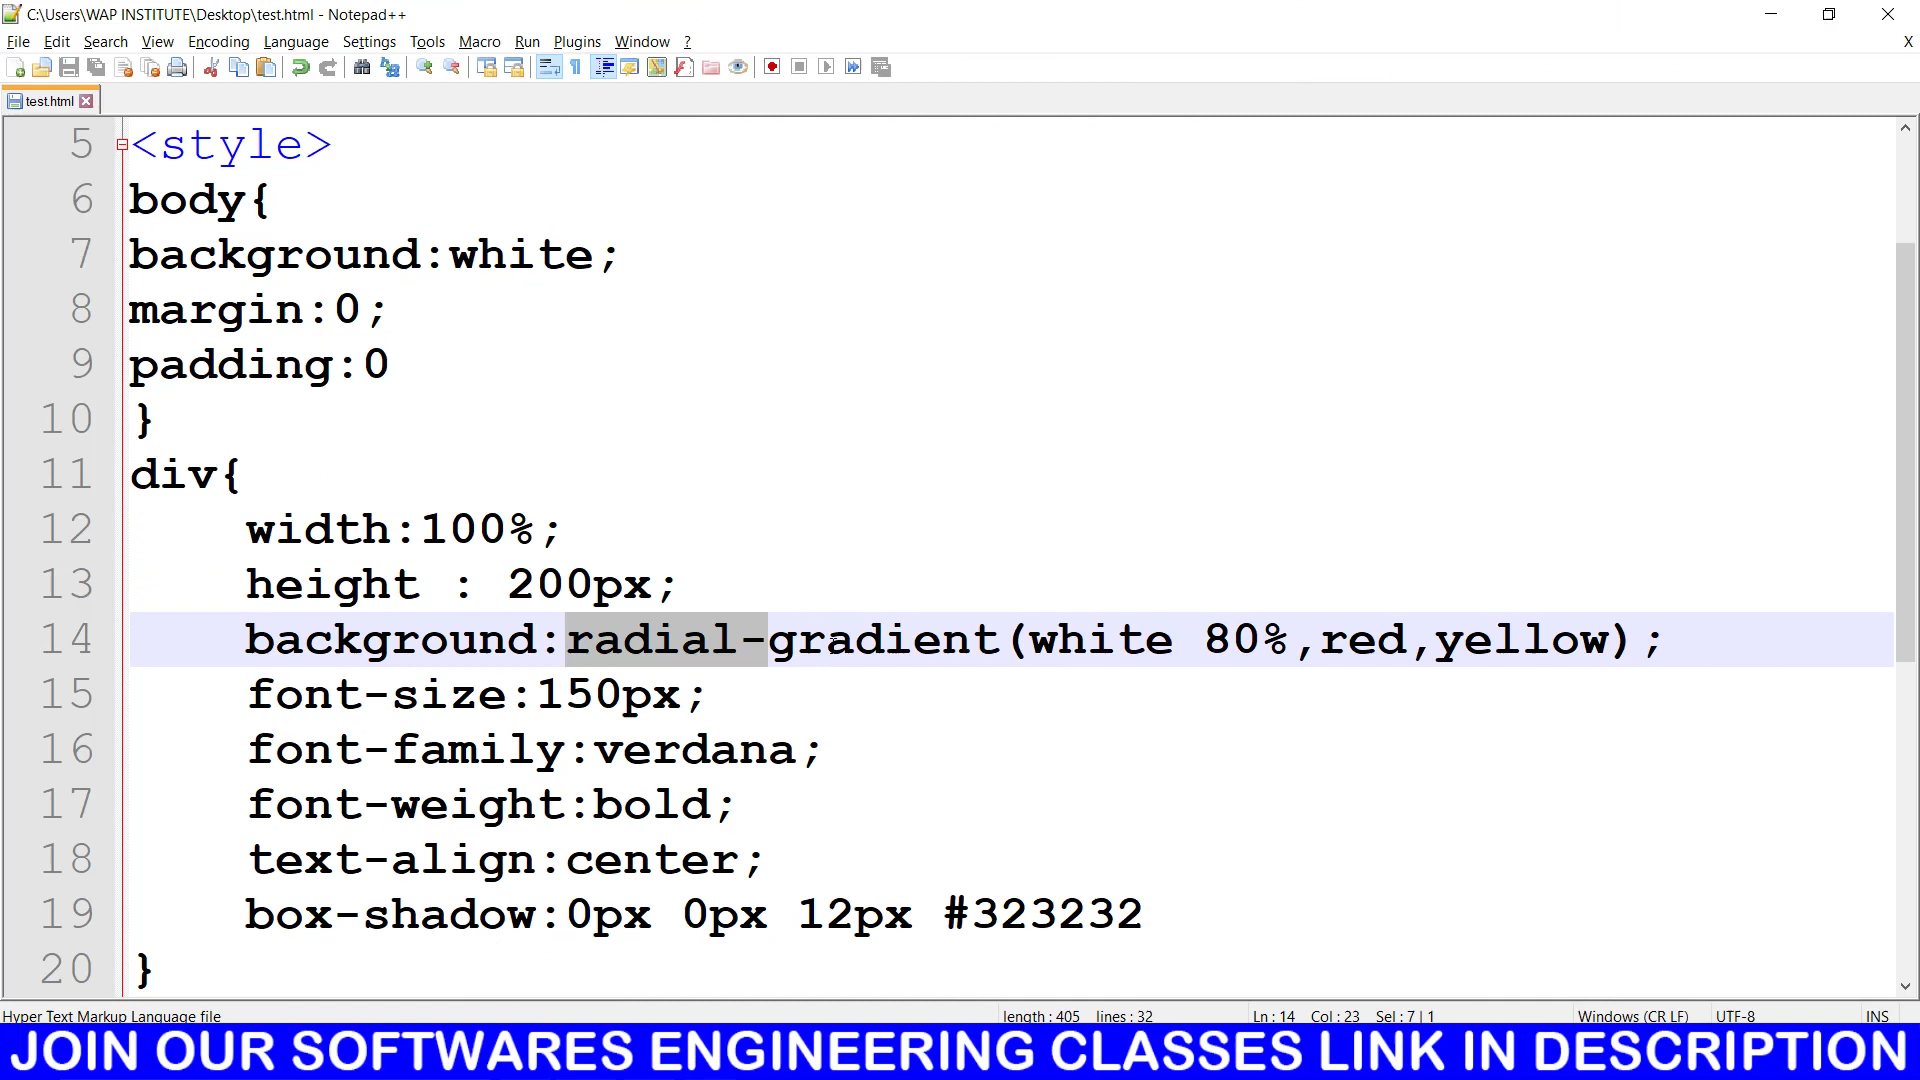 C:\Users\WAP INSTITUTE\Desktop\test.html - Notepad++
File Edit Search View Encoding Language Settings Tools Macro Run Plugins Window ? X
test.html
5 <style>
6 body{
7 background:white;
8 margin:0;
9 padding:0
10 }
11 div{
12 width:100%;
13 height : 200px;
14 background:radial-gradient(white 80%,red,yellow);
15 font-size:150px;
16 font-family:verdana;
17 font-weight:bold;
18 text-align:center;
19 box-shadow:0px 0px 12px #323232
20 }
Hyper Text Markup Language file length : 405 lines : 32 Ln : 14 Col : 23 Sel : 7 | 1 Windows (CR LF) UTF-8 INS
JOIN OUR SOFTWARES ENGINEERING CLASSES LINK IN DESCRIPTION